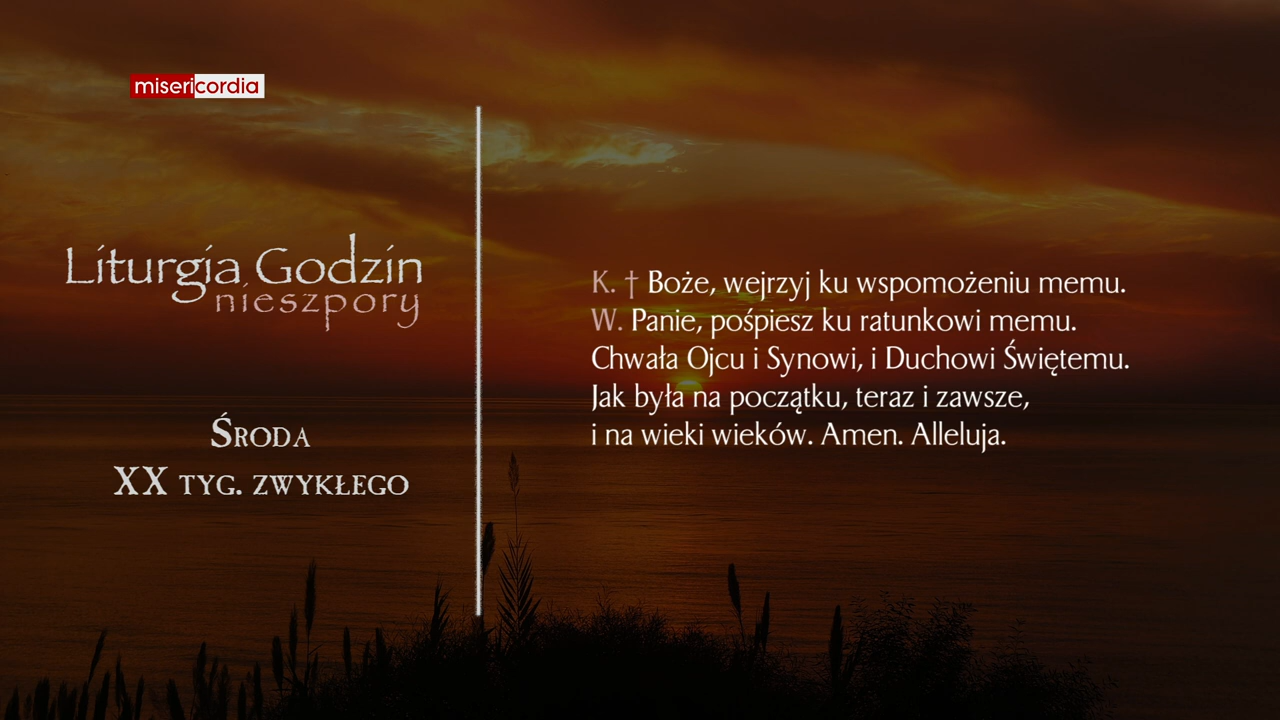 misericordia
Liturgia Godzin
nieszpory
Środa
XX tyg. zwykłego
K. † Boże, wejrzyj ku wspomożeniu memu.
W. Panie, pośpiesz ku ratunkowi memu.
Chwała Ojcu i Synowi, i Duchowi Świętemu.
Jak była na początku, teraz i zawsze,
i na wieki wieków. Amen. Alleluja.